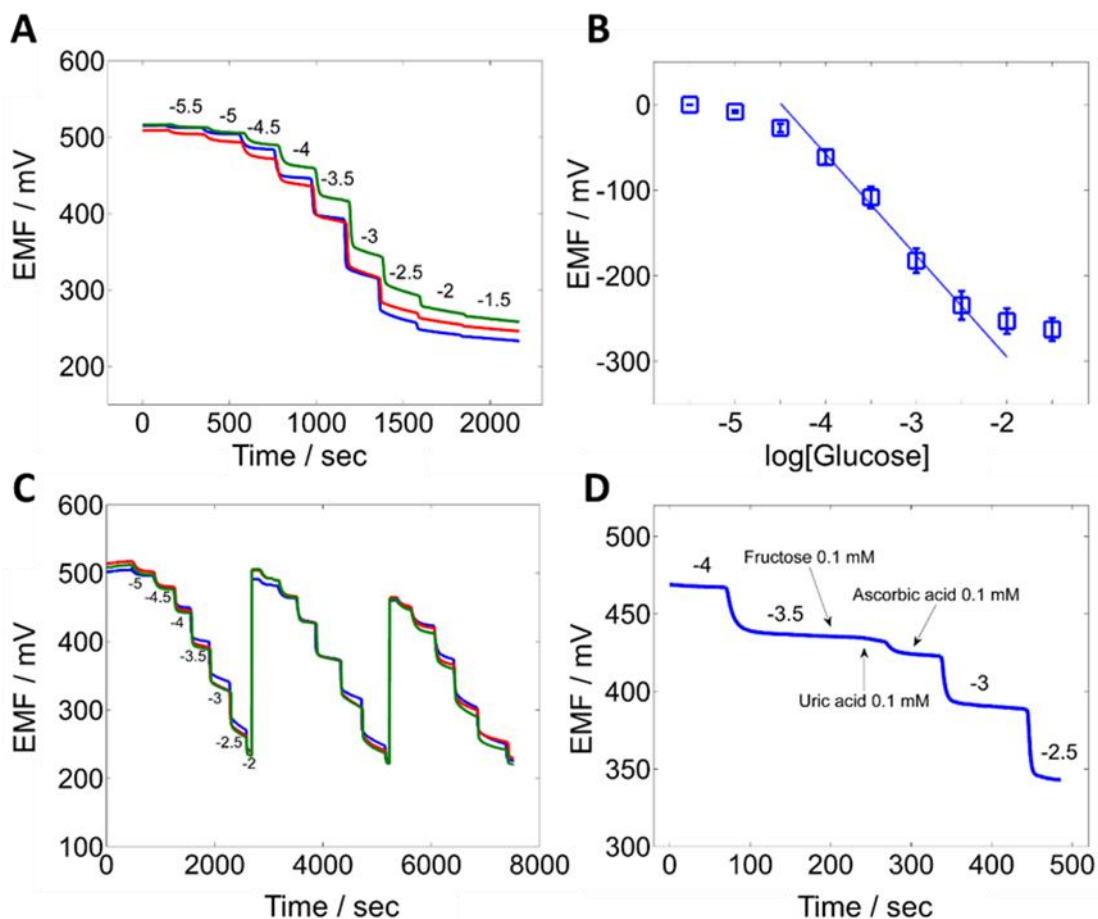 A
600
500
400
300
200
EMF / mV
-5.5
-5
-4.5
-4
-3.5
-3
-2.5
-2
-1.5
0 500 1000 1500 2000
Time / sec
B
0
-100
-200
-300
EMF / mV
-5 -4 -3 -2
log[Glucose]
C
600
500
400
300
200
100
EMF / mV
-5
-4.5
-4
-3.5
-3
-2.5
-2
0 2000 4000 6000 8000
Time / sec
D
500
450
400
350
300
EMF / mV
-4
Fructose 0.1 mM
-3.5
Ascorbic acid 0.1 mM
Uric acid 0.1 mM
-3
-2.5
0 100 200 300 400 500
Time / sec